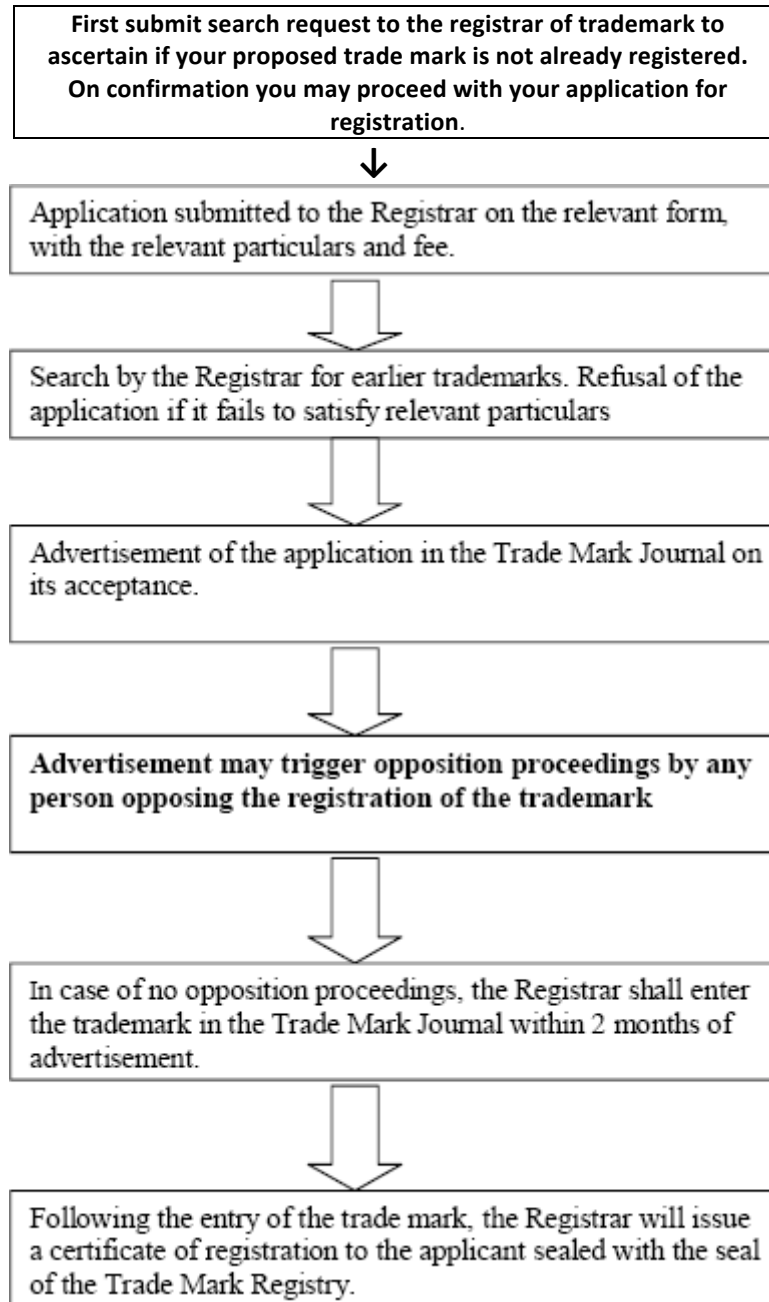 First submit search request to the registrar of trademark to
ascertain if your proposed trade mark is not already registered.
On confirmation you may proceed with your application for
registration.
Application submitted to the Registrar on the relevant form,
with the relevant particulars and fee.
Search by the Registrar for earlier trademarks. Refusal of the
application if it fails to satisfy relevant particulars
Advertisement of the application in the Trade Mark Journal on
its acceptance.
Advertisement may trigger opposition proceedings by any
person opposing the registration of the trademark
In case of no opposition proceedings, the Registrar shall enter
the trademark in the Trade Mark Journal within 2 months of
advertisement.
Following the entry of the trade mark, the Registrar will issue
a certificate of registration to the applicant sealed with the seal
of the Trade Mark Registry.